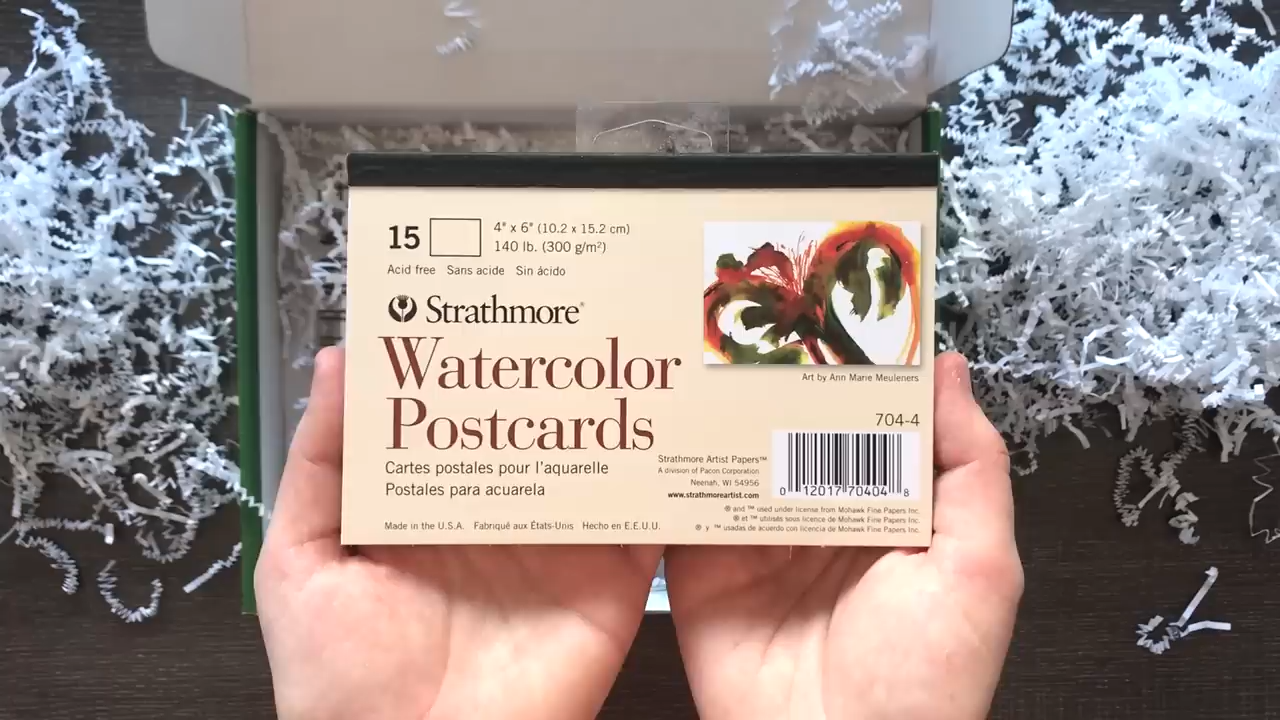 15
4" x 6" (10.2 x 15.2 cm)
140 lb. (300 g/m²)
Acid free Sans acide Sin ácido
Strathmore®
Watercolor
Postcards
Cartes postales pour l'aquarelle
Postales para acuarela
Made in the U.S.A. Fabriqué aux États-Unis Hecho en E.E.U.U.
Art by Ann Marie Meuleners
704-4
Strathmore Artist Papers™
A division of Pacon Corporation
Neenah, WI 54956
www.strathmoreartist.com
0 12017 70404 8
® and ™ used under license from Mohawk Fine Papers Inc.
® et ™ utilisés sous licence de Mohawk Fine Papers Inc.
® y ™ usadas de acuerdo con licencia de Mohawk Fine Papers Inc.